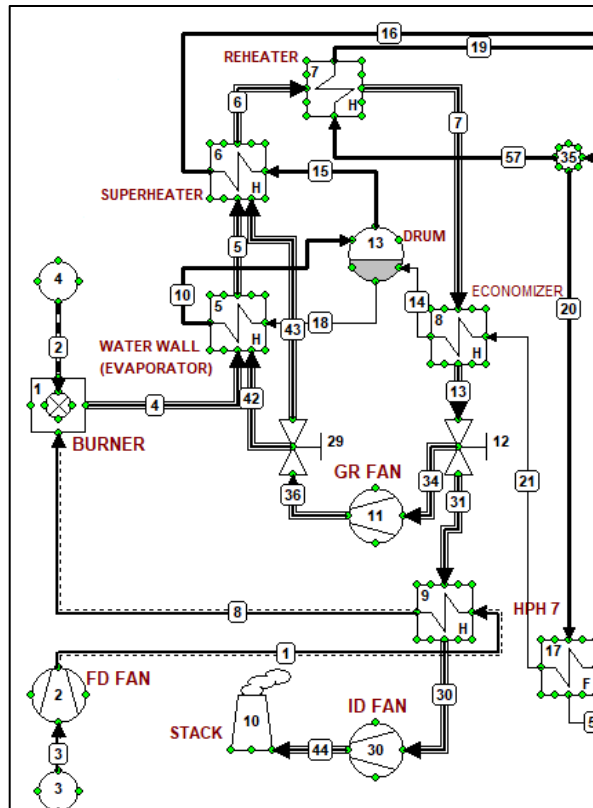 16
19
REHEATER
7
H
6
7
6
H
57
35
SUPERHEATER
15
13
DRUM
5
10
14
ECONOMIZER
20
4
5
H
18
43
8
H
WATER WALL
(EVAPORATOR)
2
1
4
42
13
BURNER
29
12
GR FAN
34
21
36
11
31
9
H
HPH 7
8
1
17
F
FD FAN
2
30
5
ID FAN
STACK
10
44
30
3
3